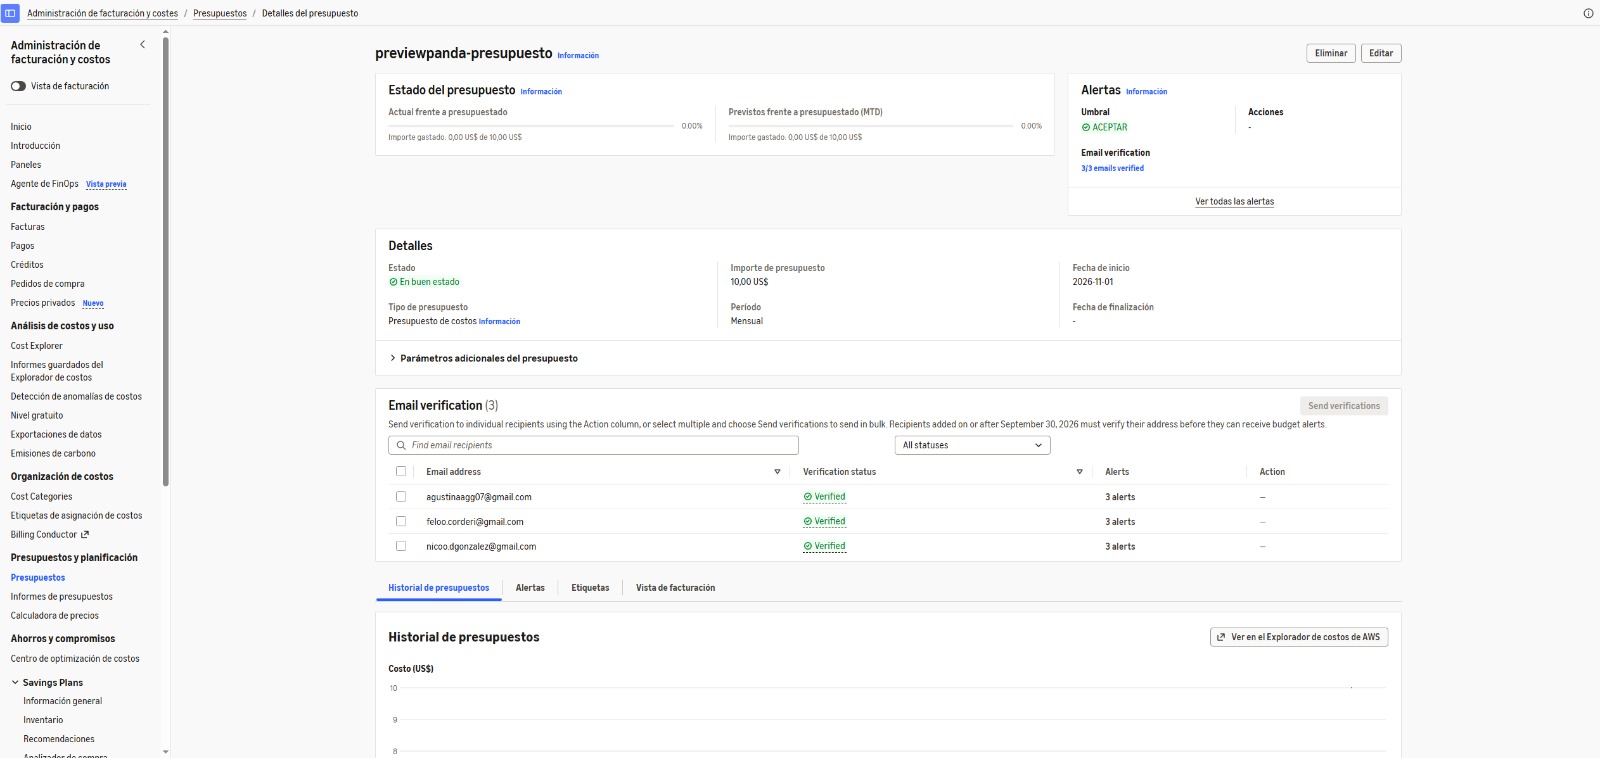 Administración de facturación y costes / Presupuestos / Detalles del presupuesto
Administración de
facturación y costos
Vista de facturación
Inicio
Introducción
Paneles
Agente de FinOps Vista previa
Facturación y pagos
Facturas
Pagos
Créditos
Pedidos de compra
Precios privados Nuevo
Análisis de costos y uso
Cost Explorer
Informes guardados del
Explorador de costos
Detección de anomalías de costos
Nivel gratuito
Exportaciones de datos
Emisiones de carbono
Organización de costos
Cost Categories
Etiquetas de asignación de costos
Billing Conductor
Presupuestos y planificación
Presupuestos
Informes de presupuestos
Calculadora de precios
Ahorros y compromisos
Centro de optimización de costos
Savings Plans
Información general
Inventario
Recomendaciones
Analizador de compra
previewpanda-presupuesto Información
Eliminar
Editar
Estado del presupuesto Información
Actual frente a presupuestado
0.00%
Importe gastado: 0,00 US$ de 10,00 US$
Previstos frente a presupuestado (MTD)
0.00%
Importe gastado: 0,00 US$ de 10,00 US$
Alertas Información
Umbral
ACEPTAR
Acciones
-
Email verification
3/3 emails verified
Ver todas las alertas
Detalles
Estado
En buen estado
Tipo de presupuesto
Presupuesto de costos Información
Importe de presupuesto
10,00 US$
Período
Mensual
Fecha de inicio
2026-11-01
Fecha de finalización
-
Parámetros adicionales del presupuesto
Email verification (3)
Send verifications
Send verification to individual recipients using the Action column, or select multiple and choose Send verifications to send in bulk. Recipients added on or after September 30, 2026 must verify their address before they can receive budget alerts.
Find email recipients
All statuses
Email address Verification status Alerts Action
agustinaagg07@gmail.com Verified 3 alerts –
feloo.corderi@gmail.com Verified 3 alerts –
nicoo.dgonzalez@gmail.com Verified 3 alerts –
Historial de presupuestos Alertas Etiquetas Vista de facturación
Historial de presupuestos
Ver en el Explorador de costos de AWS
Costo (US$)
10
9
8